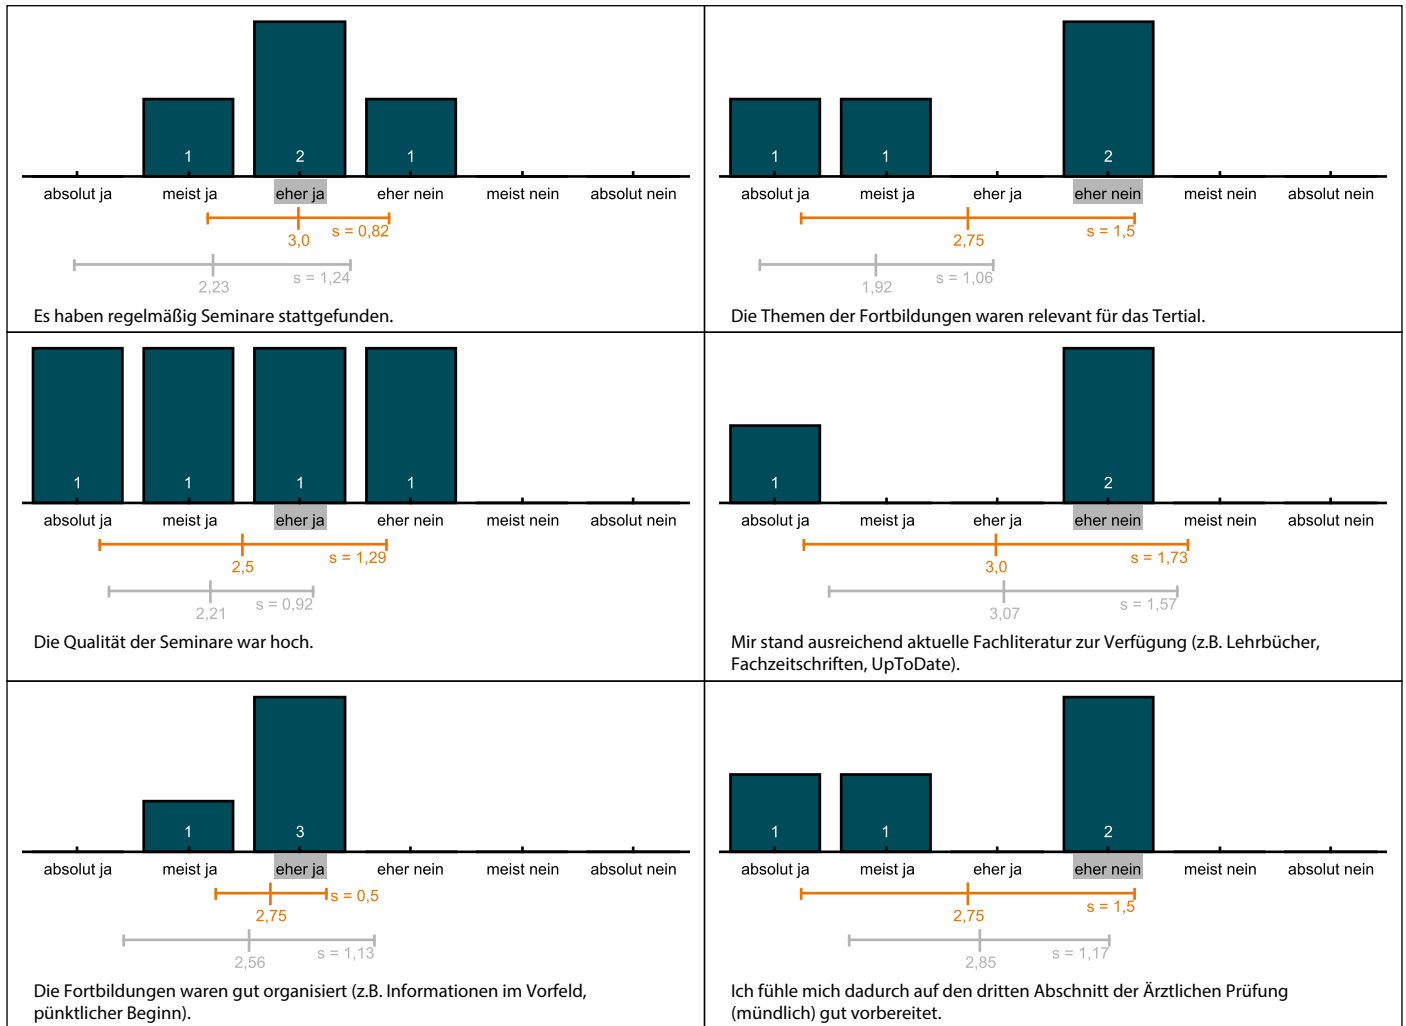 1
2
1
absolut ja
meist ja
eher ja
eher nein
meist nein
absolut nein
s = 0,82
3,0
s = 1,24
2,23
Es haben regelmäßig Seminare stattgefunden.
1
1
2
absolut ja
meist ja
eher ja
eher nein
meist nein
absolut nein
s = 1,5
2,75
s = 1,06
1,92
Die Themen der Fortbildungen waren relevant für das Tertial.
1
1
1
1
absolut ja
meist ja
eher ja
eher nein
meist nein
absolut nein
s = 1,29
2,5
s = 0,92
2,21
Die Qualität der Seminare war hoch.
1
2
absolut ja
meist ja
eher ja
eher nein
meist nein
absolut nein
s = 1,73
3,0
s = 1,57
3,07
Mir stand ausreichend aktuelle Fachliteratur zur Verfügung (z.B. Lehrbücher,
Fachzeitschriften, UpToDate).
1
3
absolut ja
meist ja
eher ja
eher nein
meist nein
absolut nein
s = 0,5
2,75
s = 1,13
2,56
Die Fortbildungen waren gut organisiert (z.B. Informationen im Vorfeld,
pünktlicher Beginn).
1
1
2
absolut ja
meist ja
eher ja
eher nein
meist nein
absolut nein
s = 1,5
2,75
s = 1,17
2,85
Ich fühle mich dadurch auf den dritten Abschnitt der Ärztlichen Prüfung
(mündlich) gut vorbereitet.